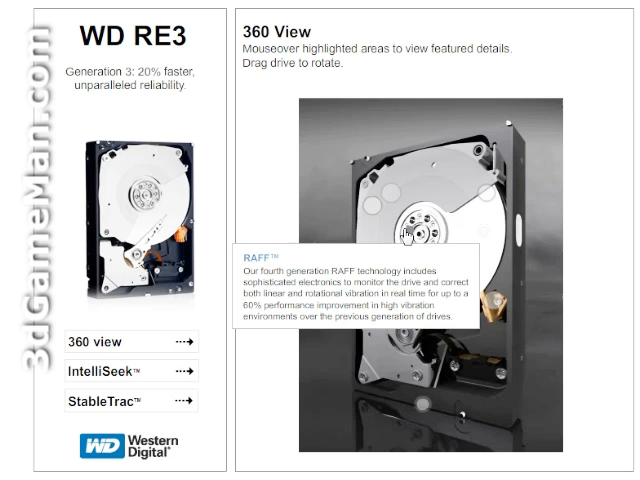 3dGameMan.com
WD RE3
Generation 3: 20% faster,
unparalleled reliability.
360 view
IntelliSeek™
StableTrac™
WD Western
Digital®
360 View
Mouseover highlighted areas to view featured details.
Drag drive to rotate.
RAFF™
Our fourth generation RAFF technology includes
sophisticated electronics to monitor the drive and correct
both linear and rotational vibration in real time for up to a
60% performance improvement in high vibration
environments over the previous generation of drives.